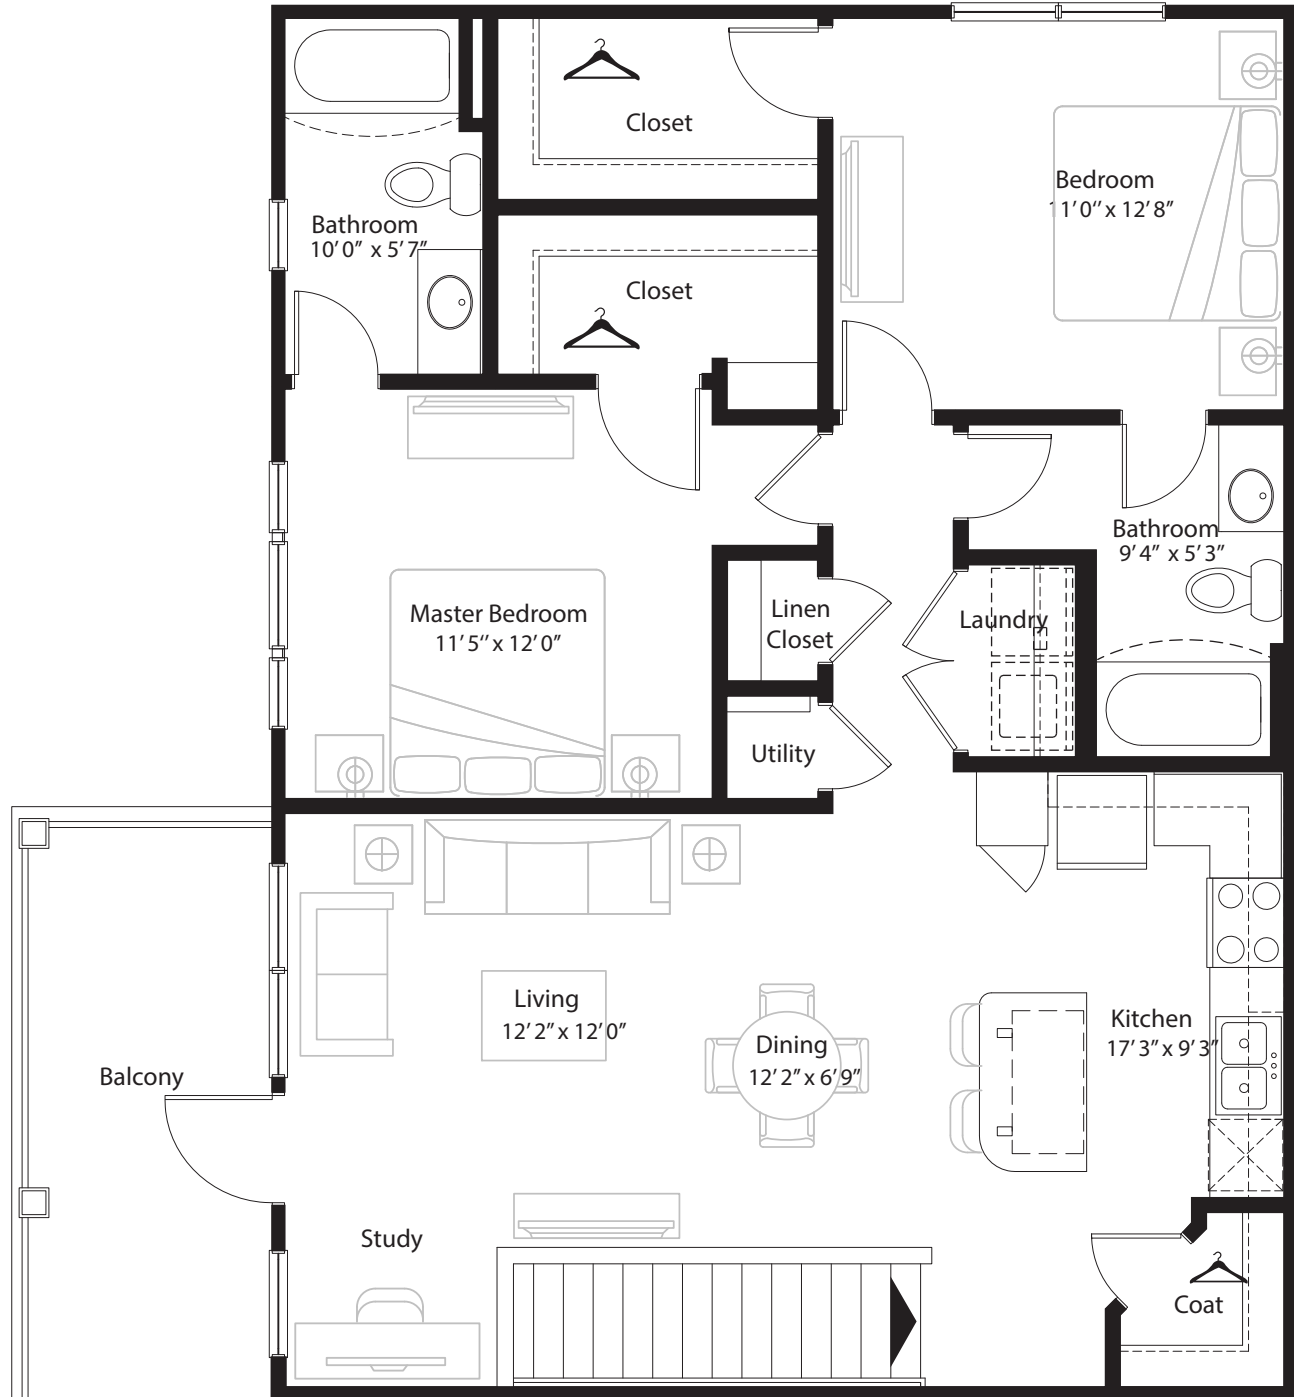 Closet
Bedroom
11'0" x 12'8"
Bathroom
10'0" x 5'7"
Closet
Bathroom
9'4" x 5'3"
Master Bedroom
11'5" x 12'0"
Linen
Closet
Laundry
Utility
Living
12'2" x 12'0"
Dining
12'2" x 6'9"
Kitchen
17'3" x 9'3"
Balcony
Study
Coat